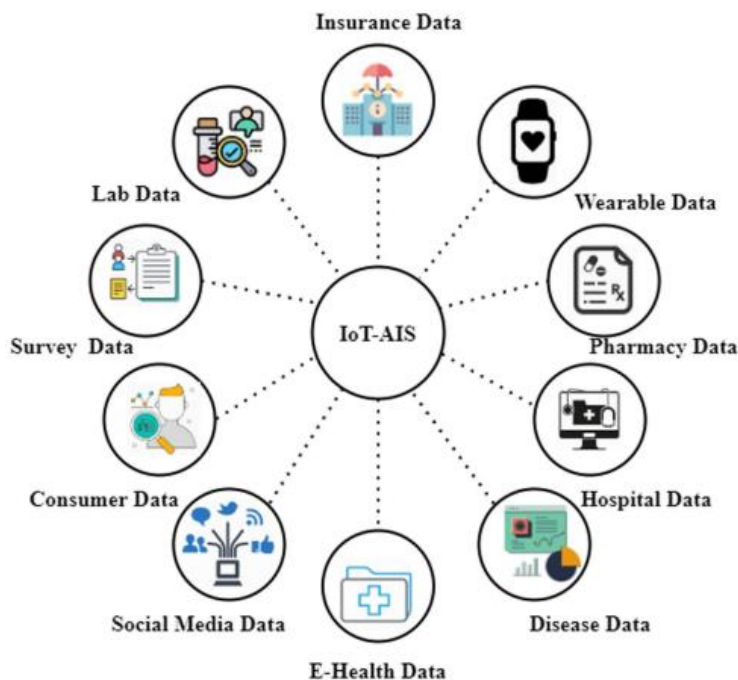 Insurance Data
Lab Data
Wearable Data
Survey Data
IoT-AIS
Pharmacy Data
Rx
Consumer Data
Hospital Data
Social Media Data
Disease Data
E-Health Data